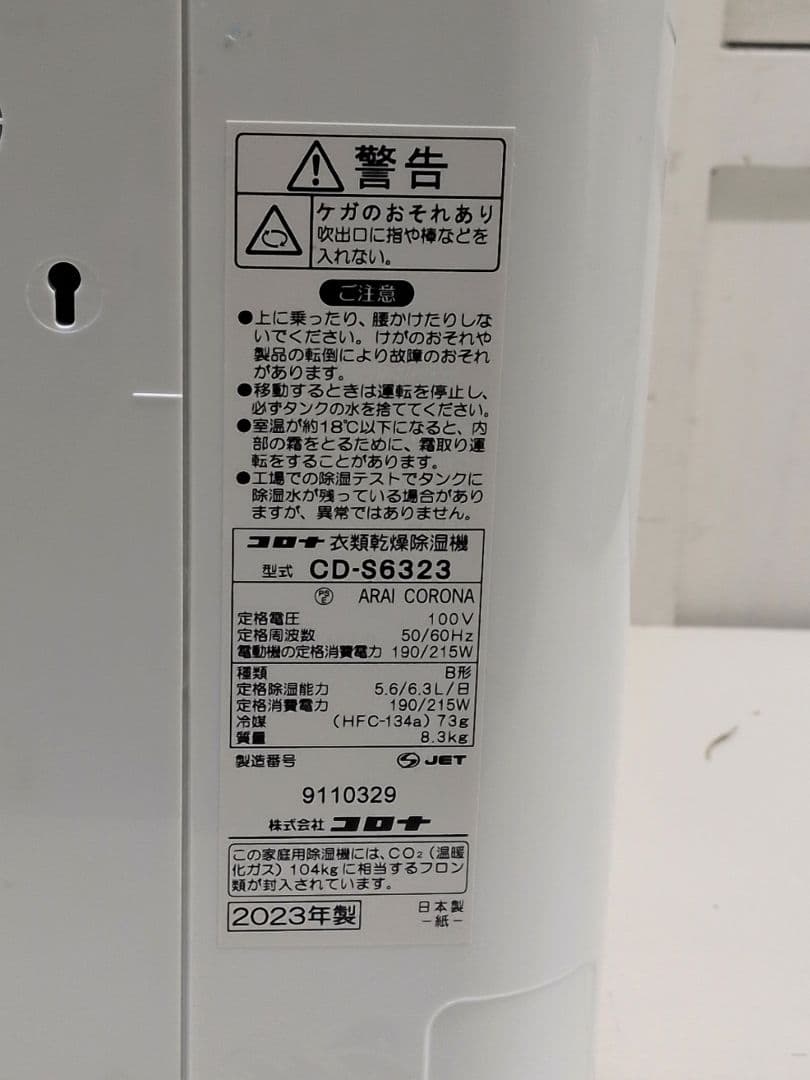 警告
ケガのおそれあり
吹出口に指や棒などを
入れない。
ご注意
●上に乗ったり、腰かけたりしな
いでください。けがのおそれや
製品の転倒により故障のおそれ
があります。
●移動するときは運転を停止し、
必ずタンクの水を捨ててください。
●室温が約18℃以下になると、内
部の霜をとるために、霜取り運
転をすることがあります。
●工場での除湿テストでタンクに
除湿水が残っている場合があり
ますが、異常ではありません。
コロナ 衣類乾燥除湿機
型式 CD-S6323
PSE ARAI CORONA
定格電圧 100V
定格周波数 50/60Hz
電動機の定格消費電力 190/215W
種類 B形
定格除湿能力 5.6/6.3L/日
定格消費電力 190/215W
冷媒 (HFC-134a) 73g
質量 8.3kg
製造番号 JET
9110329
株式会社 コロナ
この家庭用除湿機には、CO₂(温暖
化ガス)104kgに相当するフロン
類が封入されています。
2023年製 日本製
-紙-